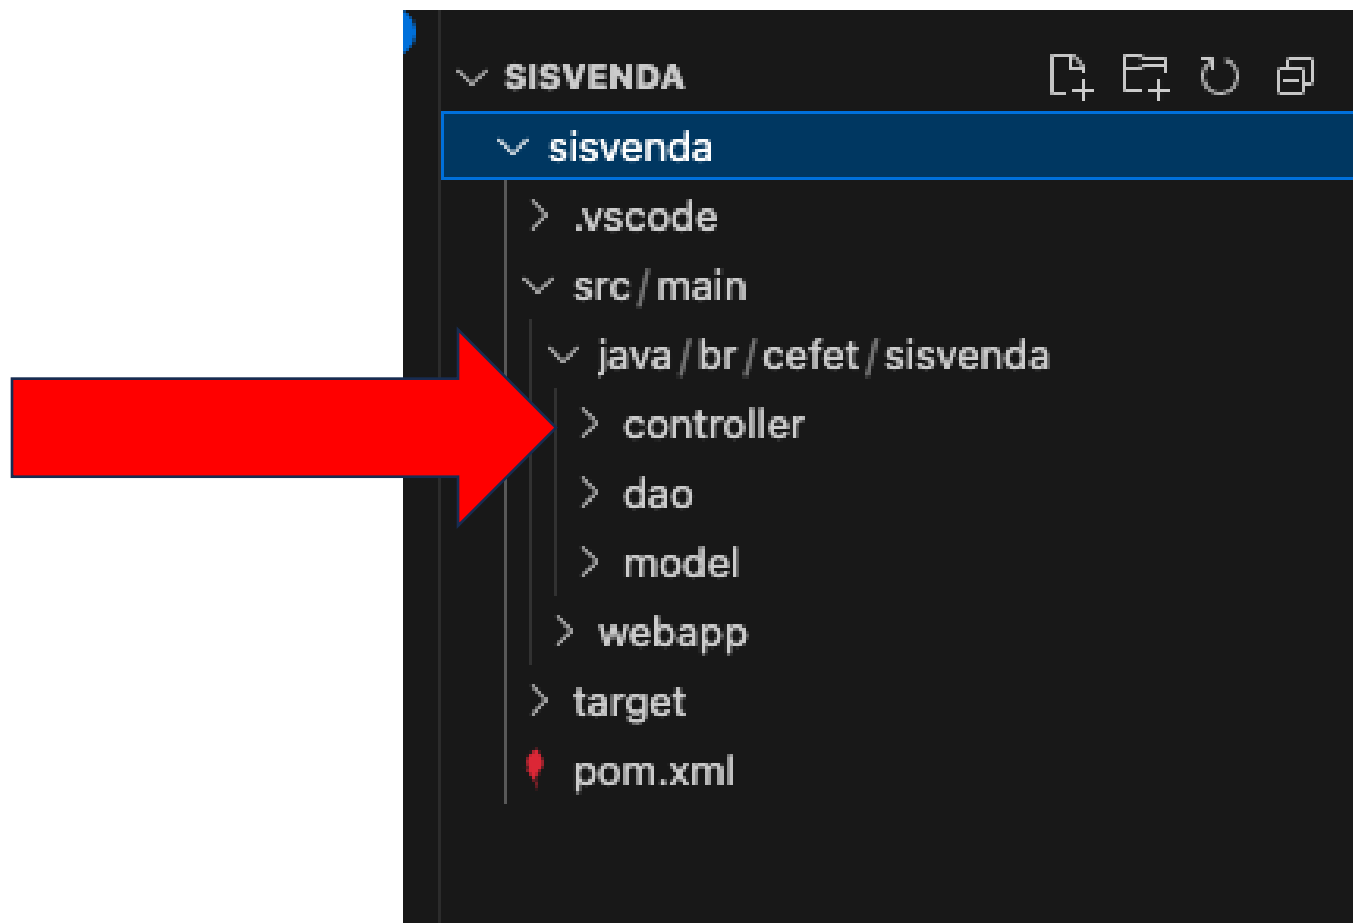 SISVENDA
sisvenda
.vscode
src/main
java/br/cefet/sisvenda
controller
dao
model
webapp
target
pom.xml